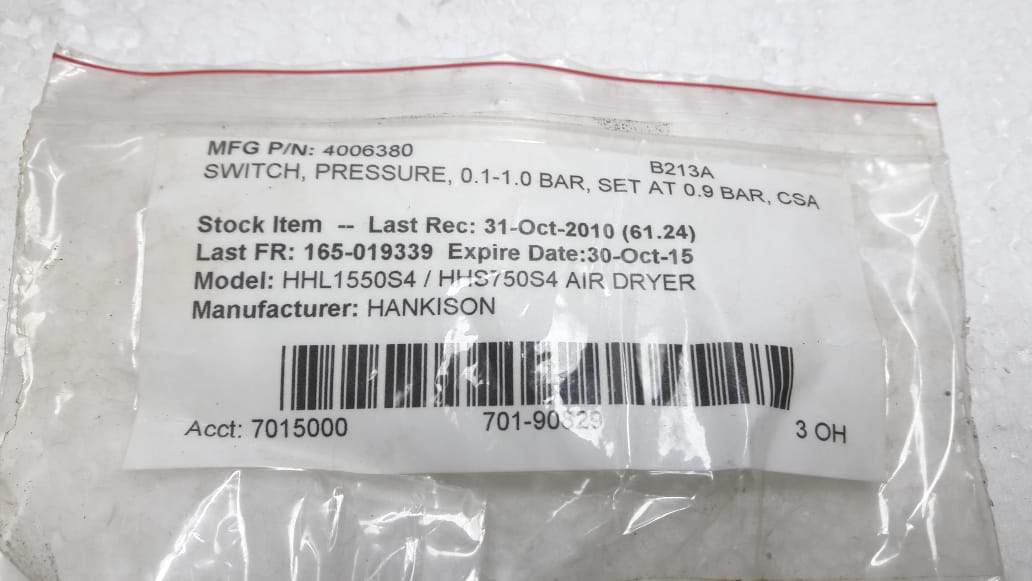 MFG P/N: 4006380 B213A
SWITCH, PRESSURE, 0.1-1.0 BAR, SET AT 0.9 BAR, CSA
Stock Item -- Last Rec: 31-Oct-2010 (61.24)
Last FR: 165-019339 Expire Date:30-Oct-15
Model: HHL1550S4 / HHS750S4 AIR DRYER
Manufacturer: HANKISON
Acct: 7015000 701-90329 3 OH